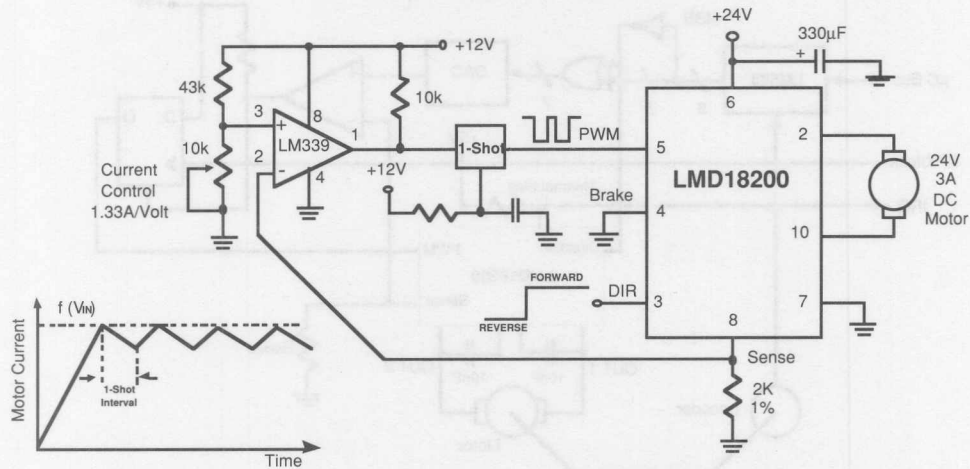 +24V
330µF
+
+12V
43k
10k
3
+
8
1
LM339
2
-
4
10k
Current
Control
1.33A/Volt
+12V
1-Shot
PWM
5
6
2
LMD18200
24V
3A
DC
Motor
Brake
4
10
FORWARD
REVERSE
DIR
3
7
8
Sense
2K
1%
f (VIN)
Motor Current
1-Shot
Interval
Time